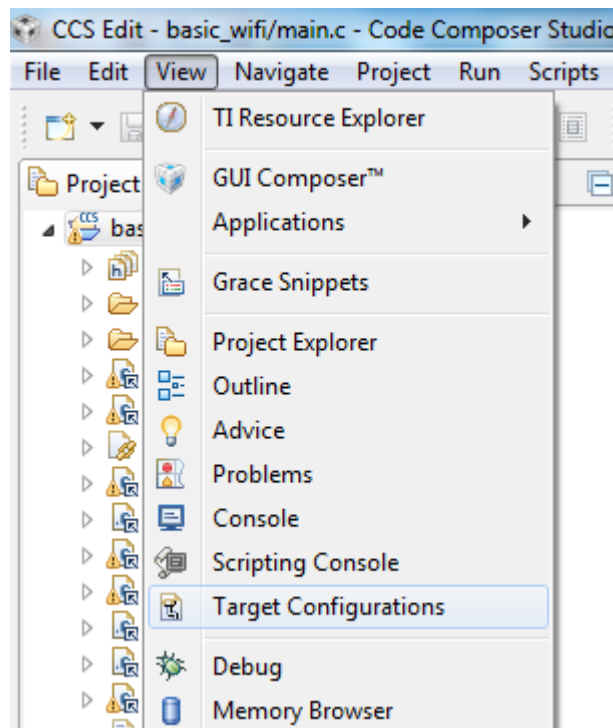 CCS Edit - basic_wifi/main.c - Code Composer Studio
File Edit View Navigate Project Run Scripts
TI Resource Explorer
Project
GUI Composer™
bas
Applications
Grace Snippets
Project Explorer
Outline
Advice
Problems
Console
Scripting Console
Target Configurations
Debug
Memory Browser